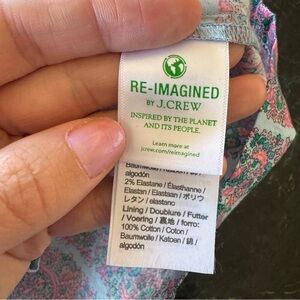 RE-IMAGINED
BY J.CREW
INSPIRED BY THE PLANET
AND ITS PEOPLE.
Learn more at
jcrew.com/reimagined
algodón
2% Elastane / Élasthanne /
Elastan / Elastaan / ポリウ
レタン / elastano
Lining / Doublure / Futter
/ Voering / 裏地 / forro:
100% Cotton / Coton /
Baumwolle / Katoen / 綿 /
algodón